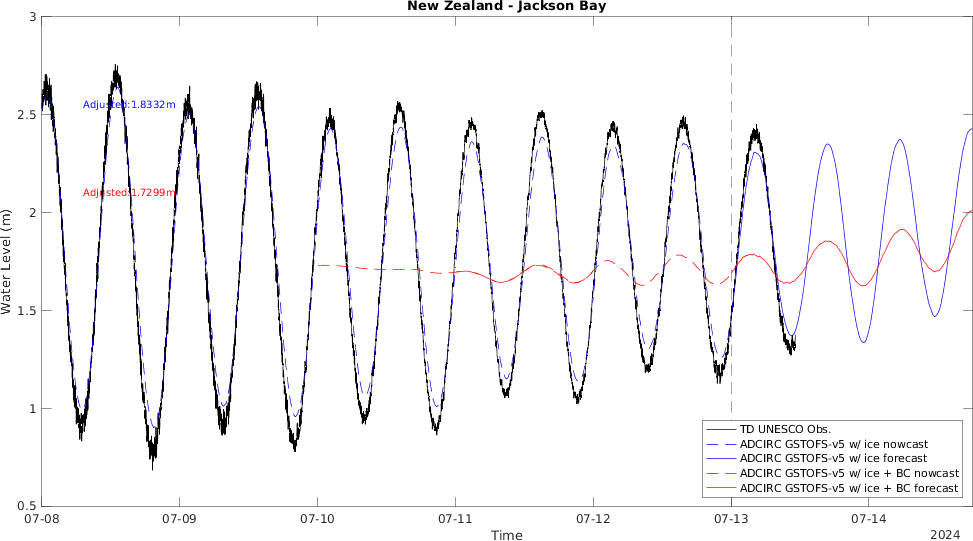 New Zealand - Jackson Bay
3
2.5
2
1.5
1
0.5
Water Level (m)
Adjusted:1.8332m
Adjusted:1.7299m
TD UNESCO Obs.
ADCIRC GSTOFS-v5 w/ ice nowcast
ADCIRC GSTOFS-v5 w/ ice forecast
ADCIRC GSTOFS-v5 w/ ice + BC nowcast
ADCIRC GSTOFS-v5 w/ ice + BC forecast
07-08 07-09 07-10 07-11 07-12 07-13 07-14
Time
2024